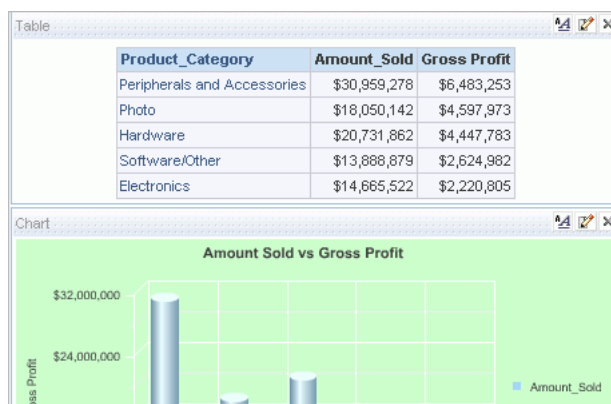 Table
Product_Category Amount_Sold Gross Profit
Peripherals and Accessories $30,959,278 $6,483,253
Photo $18,050,142 $4,597,973
Hardware $20,731,862 $4,447,783
Software/Other $13,888,879 $2,624,982
Electronics $14,665,522 $2,220,805
Chart
Amount Sold vs Gross Profit
$32,000,000
$24,000,000
Profit
Amount_Sold